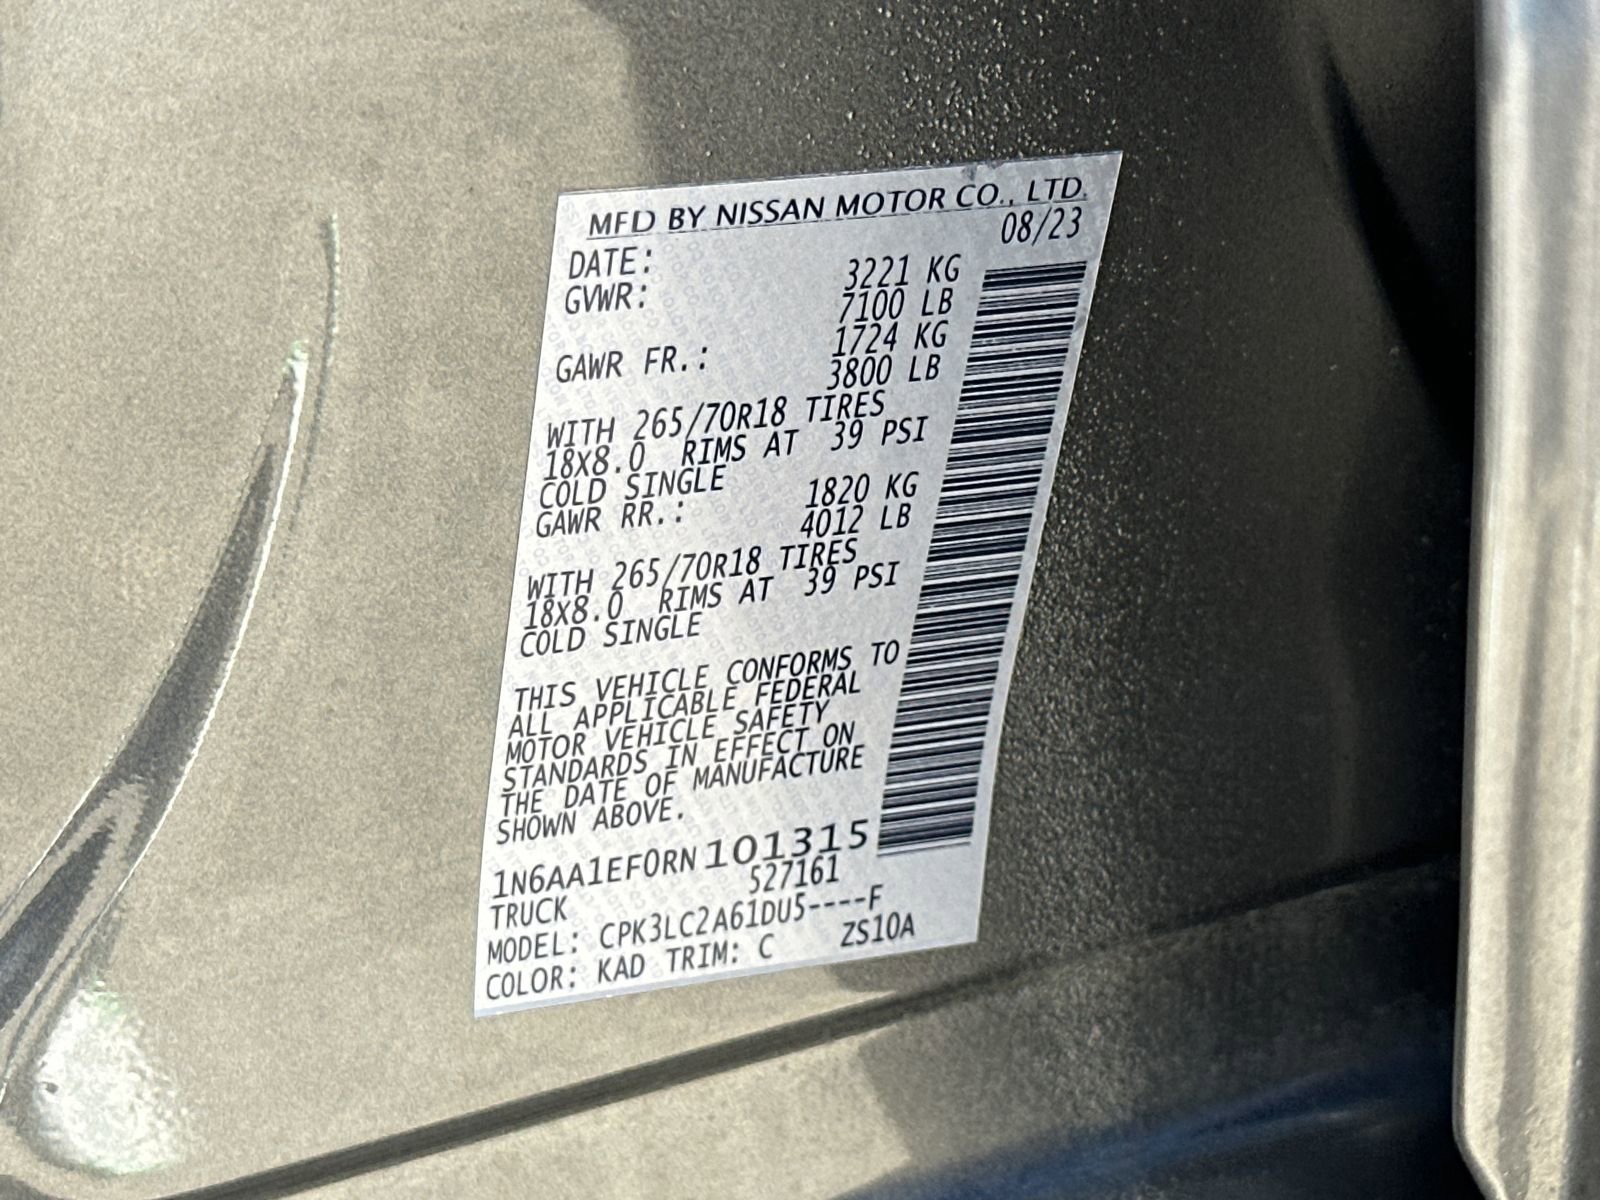 MFD BY NISSAN MOTOR CO., LTD.
DATE: 08/23
GVWR: 3221 KG
7100 LB
GAWR FR.: 1724 KG
3800 LB
WITH 265/70R18 TIRES
18X8.0 RIMS AT 39 PSI
COLD SINGLE
GAWR RR.: 1820 KG
4012 LB
WITH 265/70R18 TIRES
18X8.0 RIMS AT 39 PSI
COLD SINGLE
THIS VEHICLE CONFORMS TO
ALL APPLICABLE FEDERAL
MOTOR VEHICLE SAFETY
STANDARDS IN EFFECT ON
THE DATE OF MANUFACTURE
SHOWN ABOVE.
1N6AA1EF0RN101315
TRUCK 527161
MODEL: CPK3LC2A61DU5----F
COLOR: KAD TRIM: C ZS10A